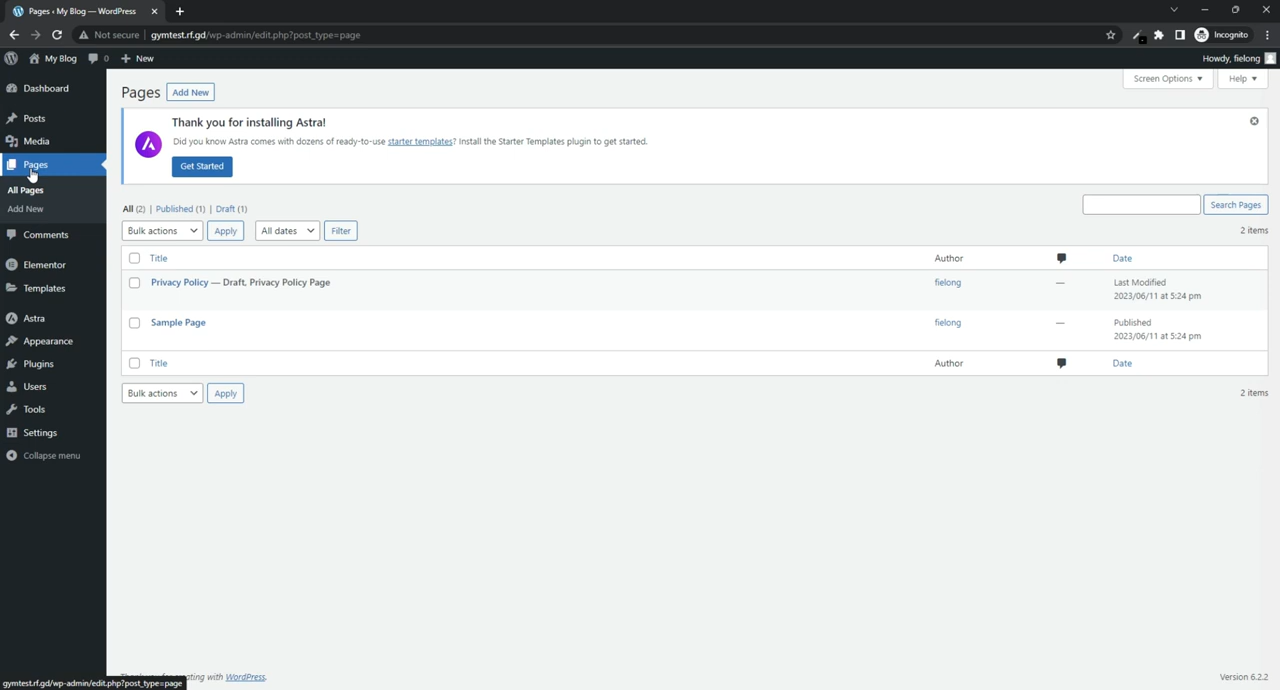 Pages ‹ My Blog — WordPress
Not secure
gymtest.rf.gd/wp-admin/edit.php?post_type=page
Incognito
My Blog
0
New
Howdy, fielong
Dashboard
Posts
Media
Pages
All Pages
Add New
Comments
Elementor
Templates
Astra
Appearance
Plugins
Users
Tools
Settings
Collapse menu
Pages
Add New
Screen Options
Help
Thank you for installing Astra!
Did you know Astra comes with dozens of ready-to-use starter templates? Install the Starter Templates plugin to get started.
Get Started
All (2) | Published (1) | Draft (1)
Search Pages
Bulk actions
Apply
All dates
Filter
2 items
Title
Author
Date
Privacy Policy — Draft, Privacy Policy Page
fielong
—
Last Modified
2023/06/11 at 5:24 pm
Sample Page
fielong
—
Published
2023/06/11 at 5:24 pm
Title
Author
Date
Bulk actions
Apply
2 items
gymtest.rf.gd/wp-admin/edit.php?post_type=page
ating with WordPress.
Version 6.2.2